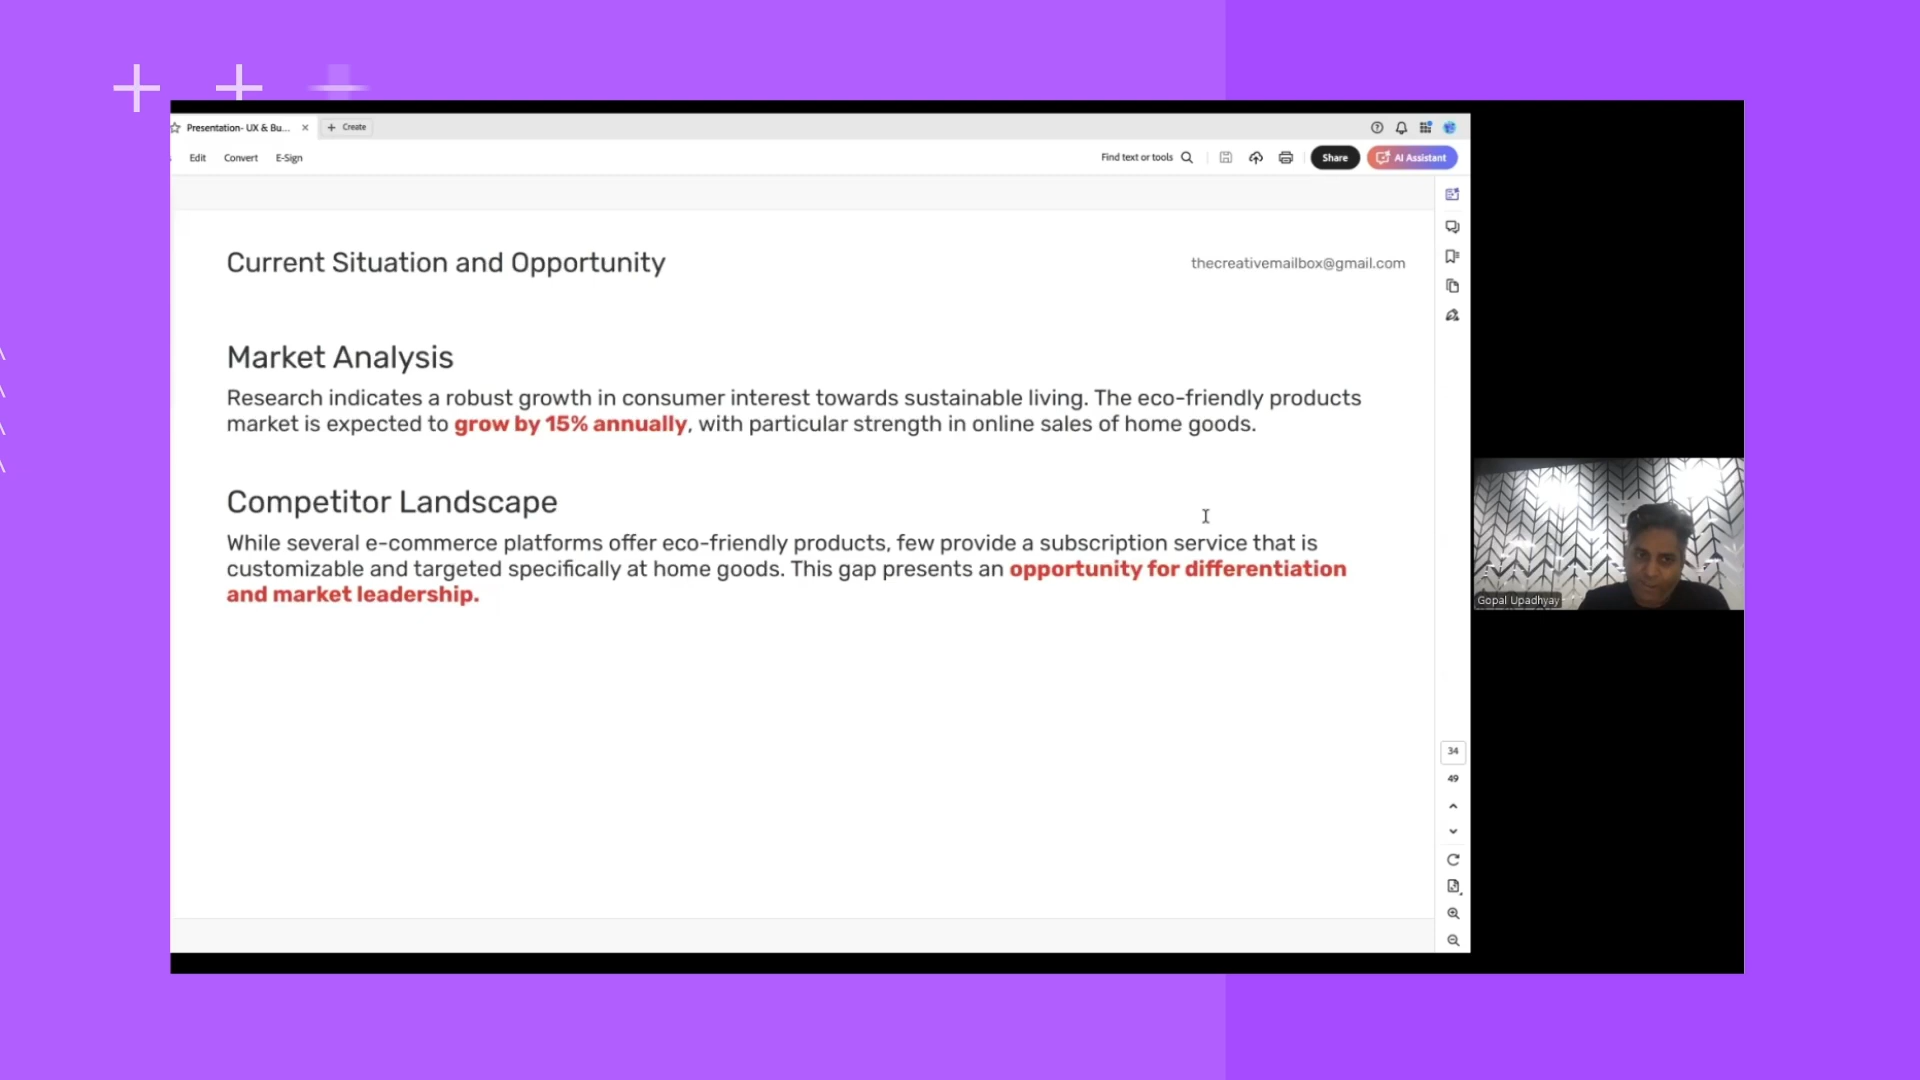 Presentation- UX & Bu...
Create
Edit
Convert
E-Sign
Find text or tools
Share
AI Assistant
Current Situation and Opportunity
thecreativemailbox@gmail.com
Market Analysis
Research indicates a robust growth in consumer interest towards sustainable living. The eco-friendly products
market is expected to grow by 15% annually, with particular strength in online sales of home goods.
Competitor Landscape
While several e-commerce platforms offer eco-friendly products, few provide a subscription service that is
customizable and targeted specifically at home goods. This gap presents an opportunity for differentiation
and market leadership.
Gopal Upadhyay
34
49